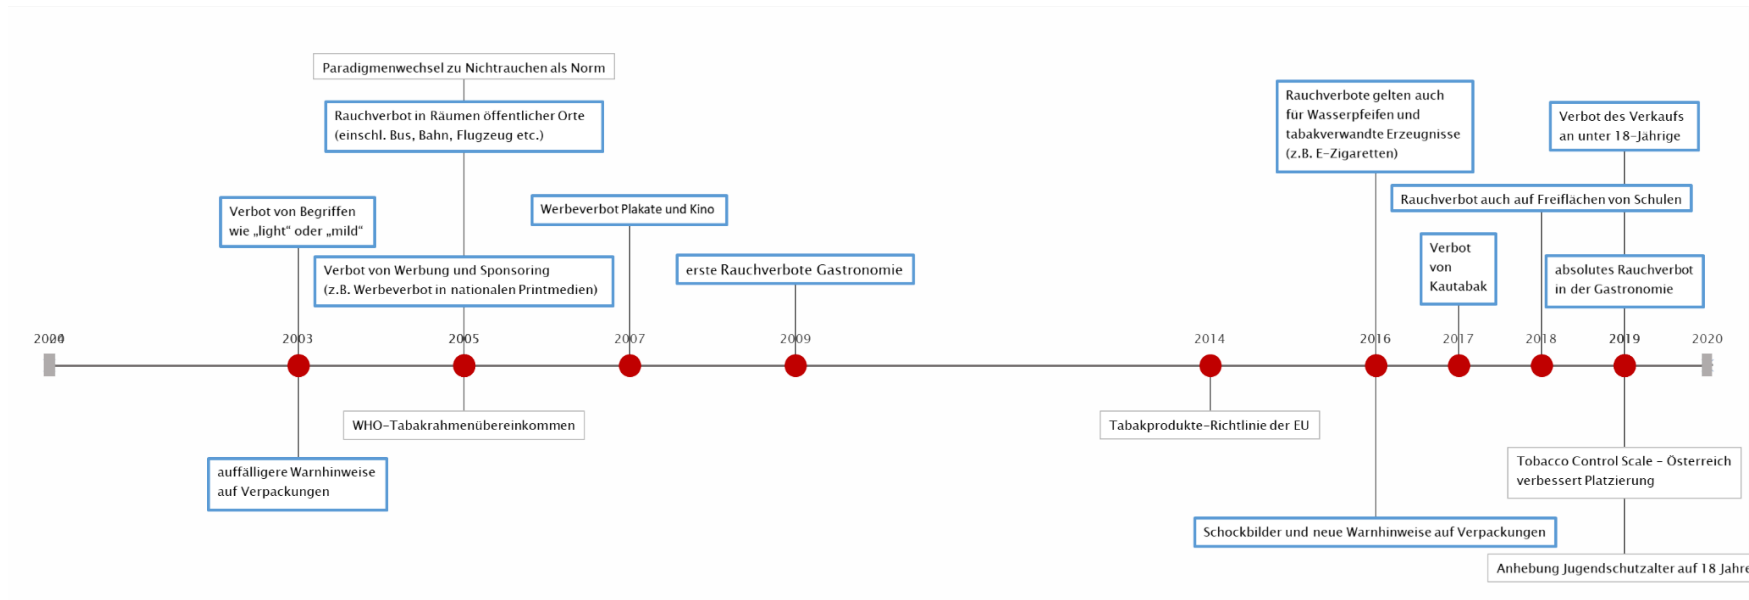 Paradigmenwechsel zu Nichtrauchen als Norm
Rauchverbot in Räumen öffentlicher Orte
(einschl. Bus, Bahn, Flugzeug etc.)
Rauchverbote gelten auch
für Wasserpfeifen und
tabakverwandte Erzeugnisse
(z.B. E-Zigaretten)
Verbot des Verkaufs
an unter 18-Jährige
Verbot von Begriffen
wie „light“ oder „mild“
Werbeverbot Plakate und Kino
Rauchverbot auch auf Freiflächen von Schulen
Verbot von Werbung und Sponsoring
(z.B. Werbeverbot in nationalen Printmedien)
erste Rauchverbote Gastronomie
Verbot
von
Kautabak
absolutes Rauchverbot
in der Gastronomie
2003
2005
2007
2009
2014
2016
2017
2018
2019
2020
WHO-Tabakrahmenübereinkommen
Tabakprodukte-Richtlinie der EU
auffälligere Warnhinweise
auf Verpackungen
Tobacco Control Scale - Österreich
verbessert Platzierung
Schockbilder und neue Warnhinweise auf Verpackungen
Anhebung Jugendschutzalter auf 18 Jahre